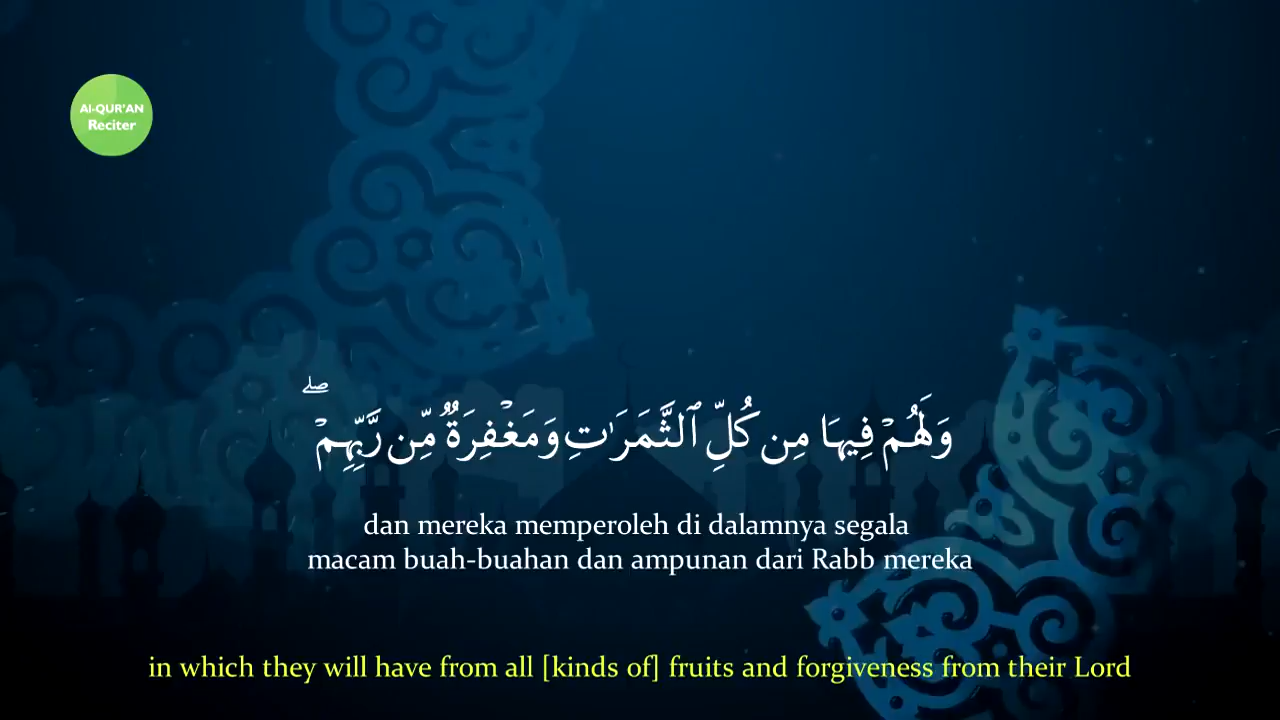 Al-QUR'AN
Reciter
وَلَهُمْ فِيهَا مِن كُلِّ ٱلثَّمَرَٰتِ وَمَغْفِرَةٌ مِّن رَّبِّهِمْ ۖ
dan mereka memperoleh di dalamnya segala
macam buah-buahan dan ampunan dari Rabb mereka
in which they will have from all [kinds of] fruits and forgiveness from their Lord